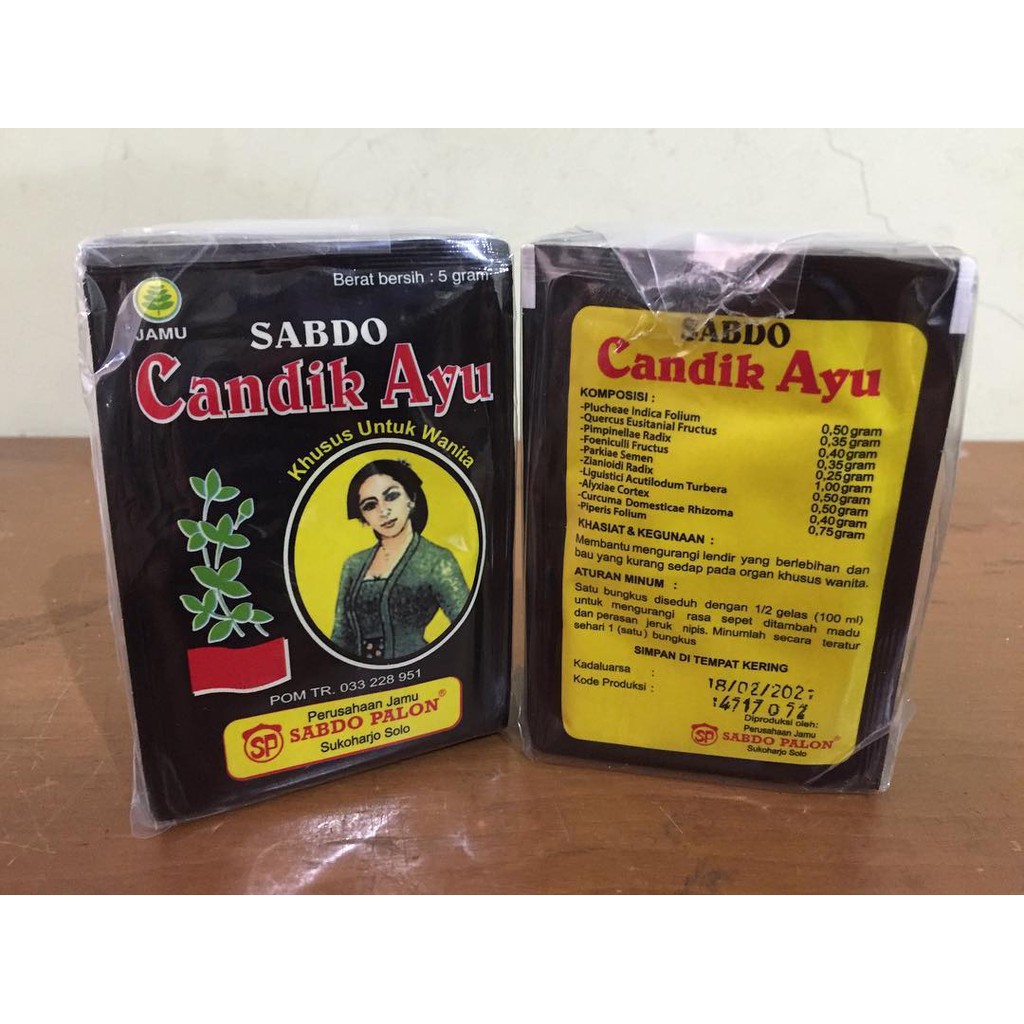 Berat bersih : 5 gram
JAMU
SABDO
Candik Ayu
Khusus Untuk Wanita
POM TR. 033 228 951
Perusahaan Jamu
SP SABDO PALON®
Sukoharjo Solo
SABDO
Candik Ayu
KOMPOSISI :
-Plucheae Indica Folium 0,50 gram
-Quercus Eusitanial Fructus 0,35 gram
-Pimpinellae Radix 0,40 gram
-Foeniculli Fructus 0,35 gram
-Parkiae Semen 0,25 gram
-Zianioidi Radix 1,00 gram
-Liguistici Acutilodum Turbera 0,50 gram
-Alyxiae Cortex 0,50 gram
-Curcuma Domesticae Rhizoma 0,40 gram
-Piperis Folium 0,75 gram
KHASIAT & KEGUNAAN :
Membantu mengurangi lendir yang berlebihan dan
bau yang kurang sedap pada organ khusus wanita.
ATURAN MINUM :
Satu bungkus diseduh dengan 1/2 gelas (100 ml)
untuk mengurangi rasa sepet ditambah madu
dan perasan jeruk nipis. Minumlah secara teratur
sehari 1 (satu) bungkus
SIMPAN DI TEMPAT KERING
Kadaluarsa :
Kode Produksi :
Diproduksi oleh:
Perusahaan Jamu
SP SABDO PALON®
Sukoharjo Solo